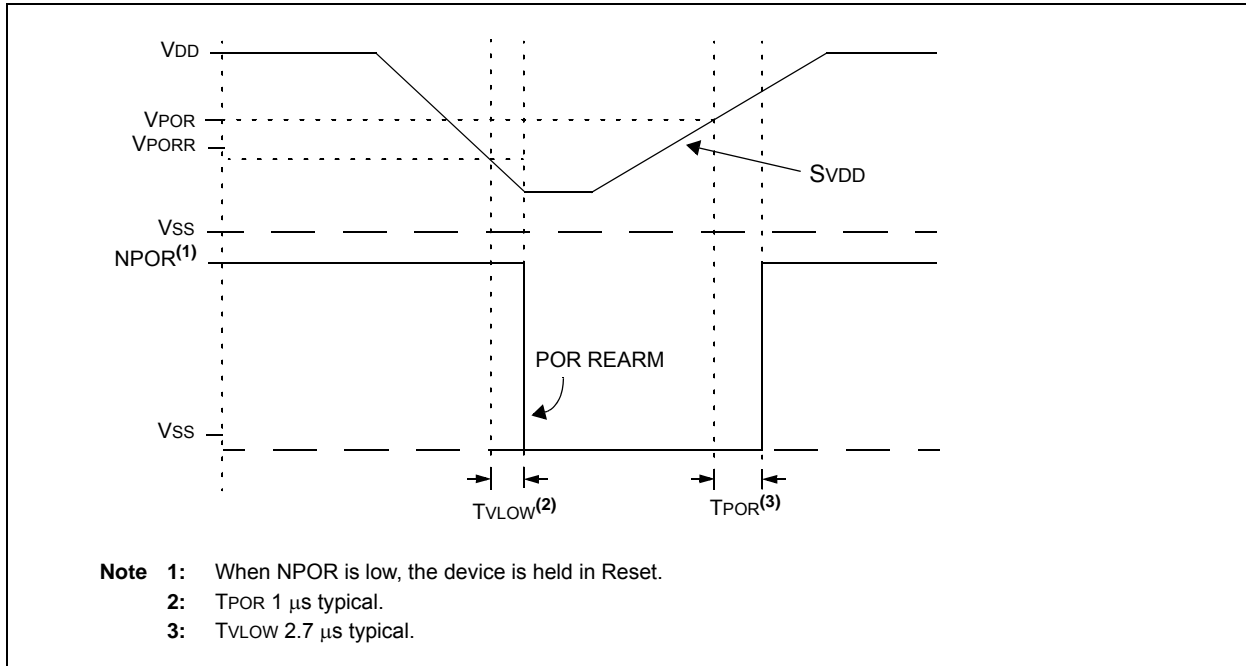 VDD
VPOR
VPORR
SVDD
VSS
NPOR(1)
POR REARM
VSS
TVLOW(2)
TPOR(3)
Note 1: When NPOR is low, the device is held in Reset.
2: TPOR 1 μs typical.
3: TVLOW 2.7 μs typical.